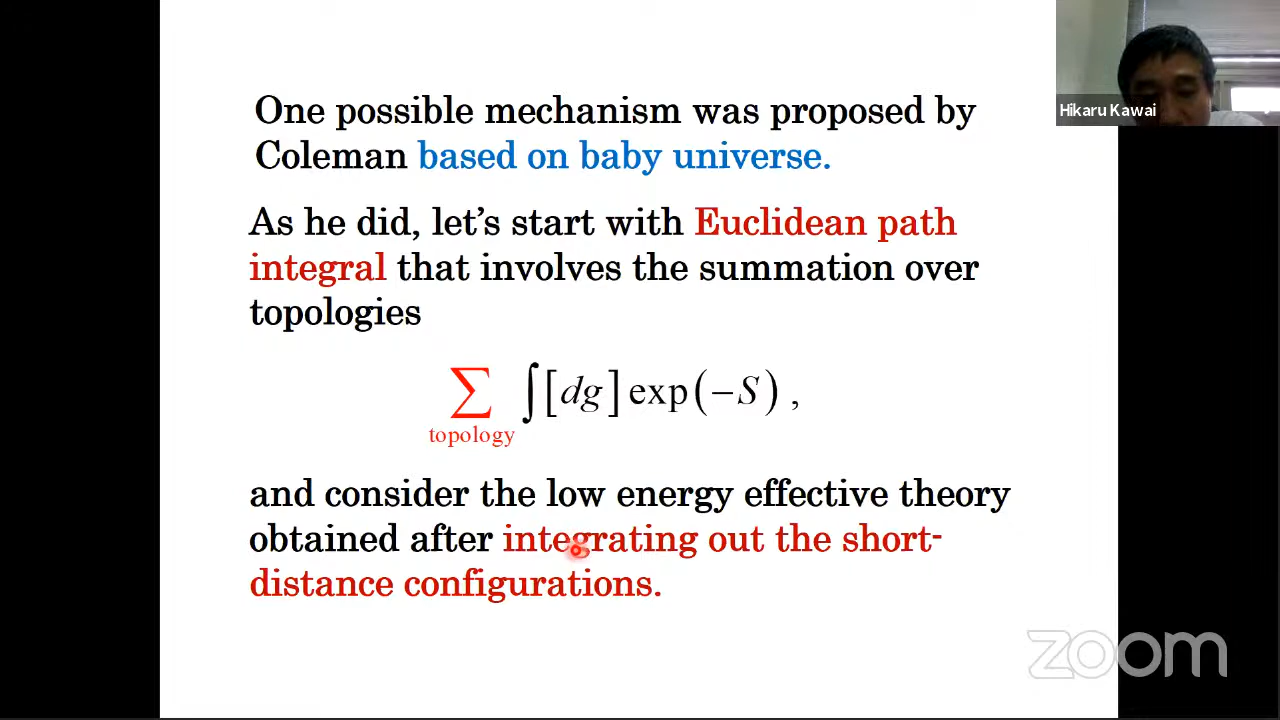 One possible mechanism was proposed by
Coleman based on baby universe.
As he did, let's start with Euclidean path
integral that involves the summation over
topologies
∑ ∫[dg] exp(−S) ,
topology
and consider the low energy effective theory
obtained after integrating out the short-
distance configurations.
Hikaru Kawai
zoom